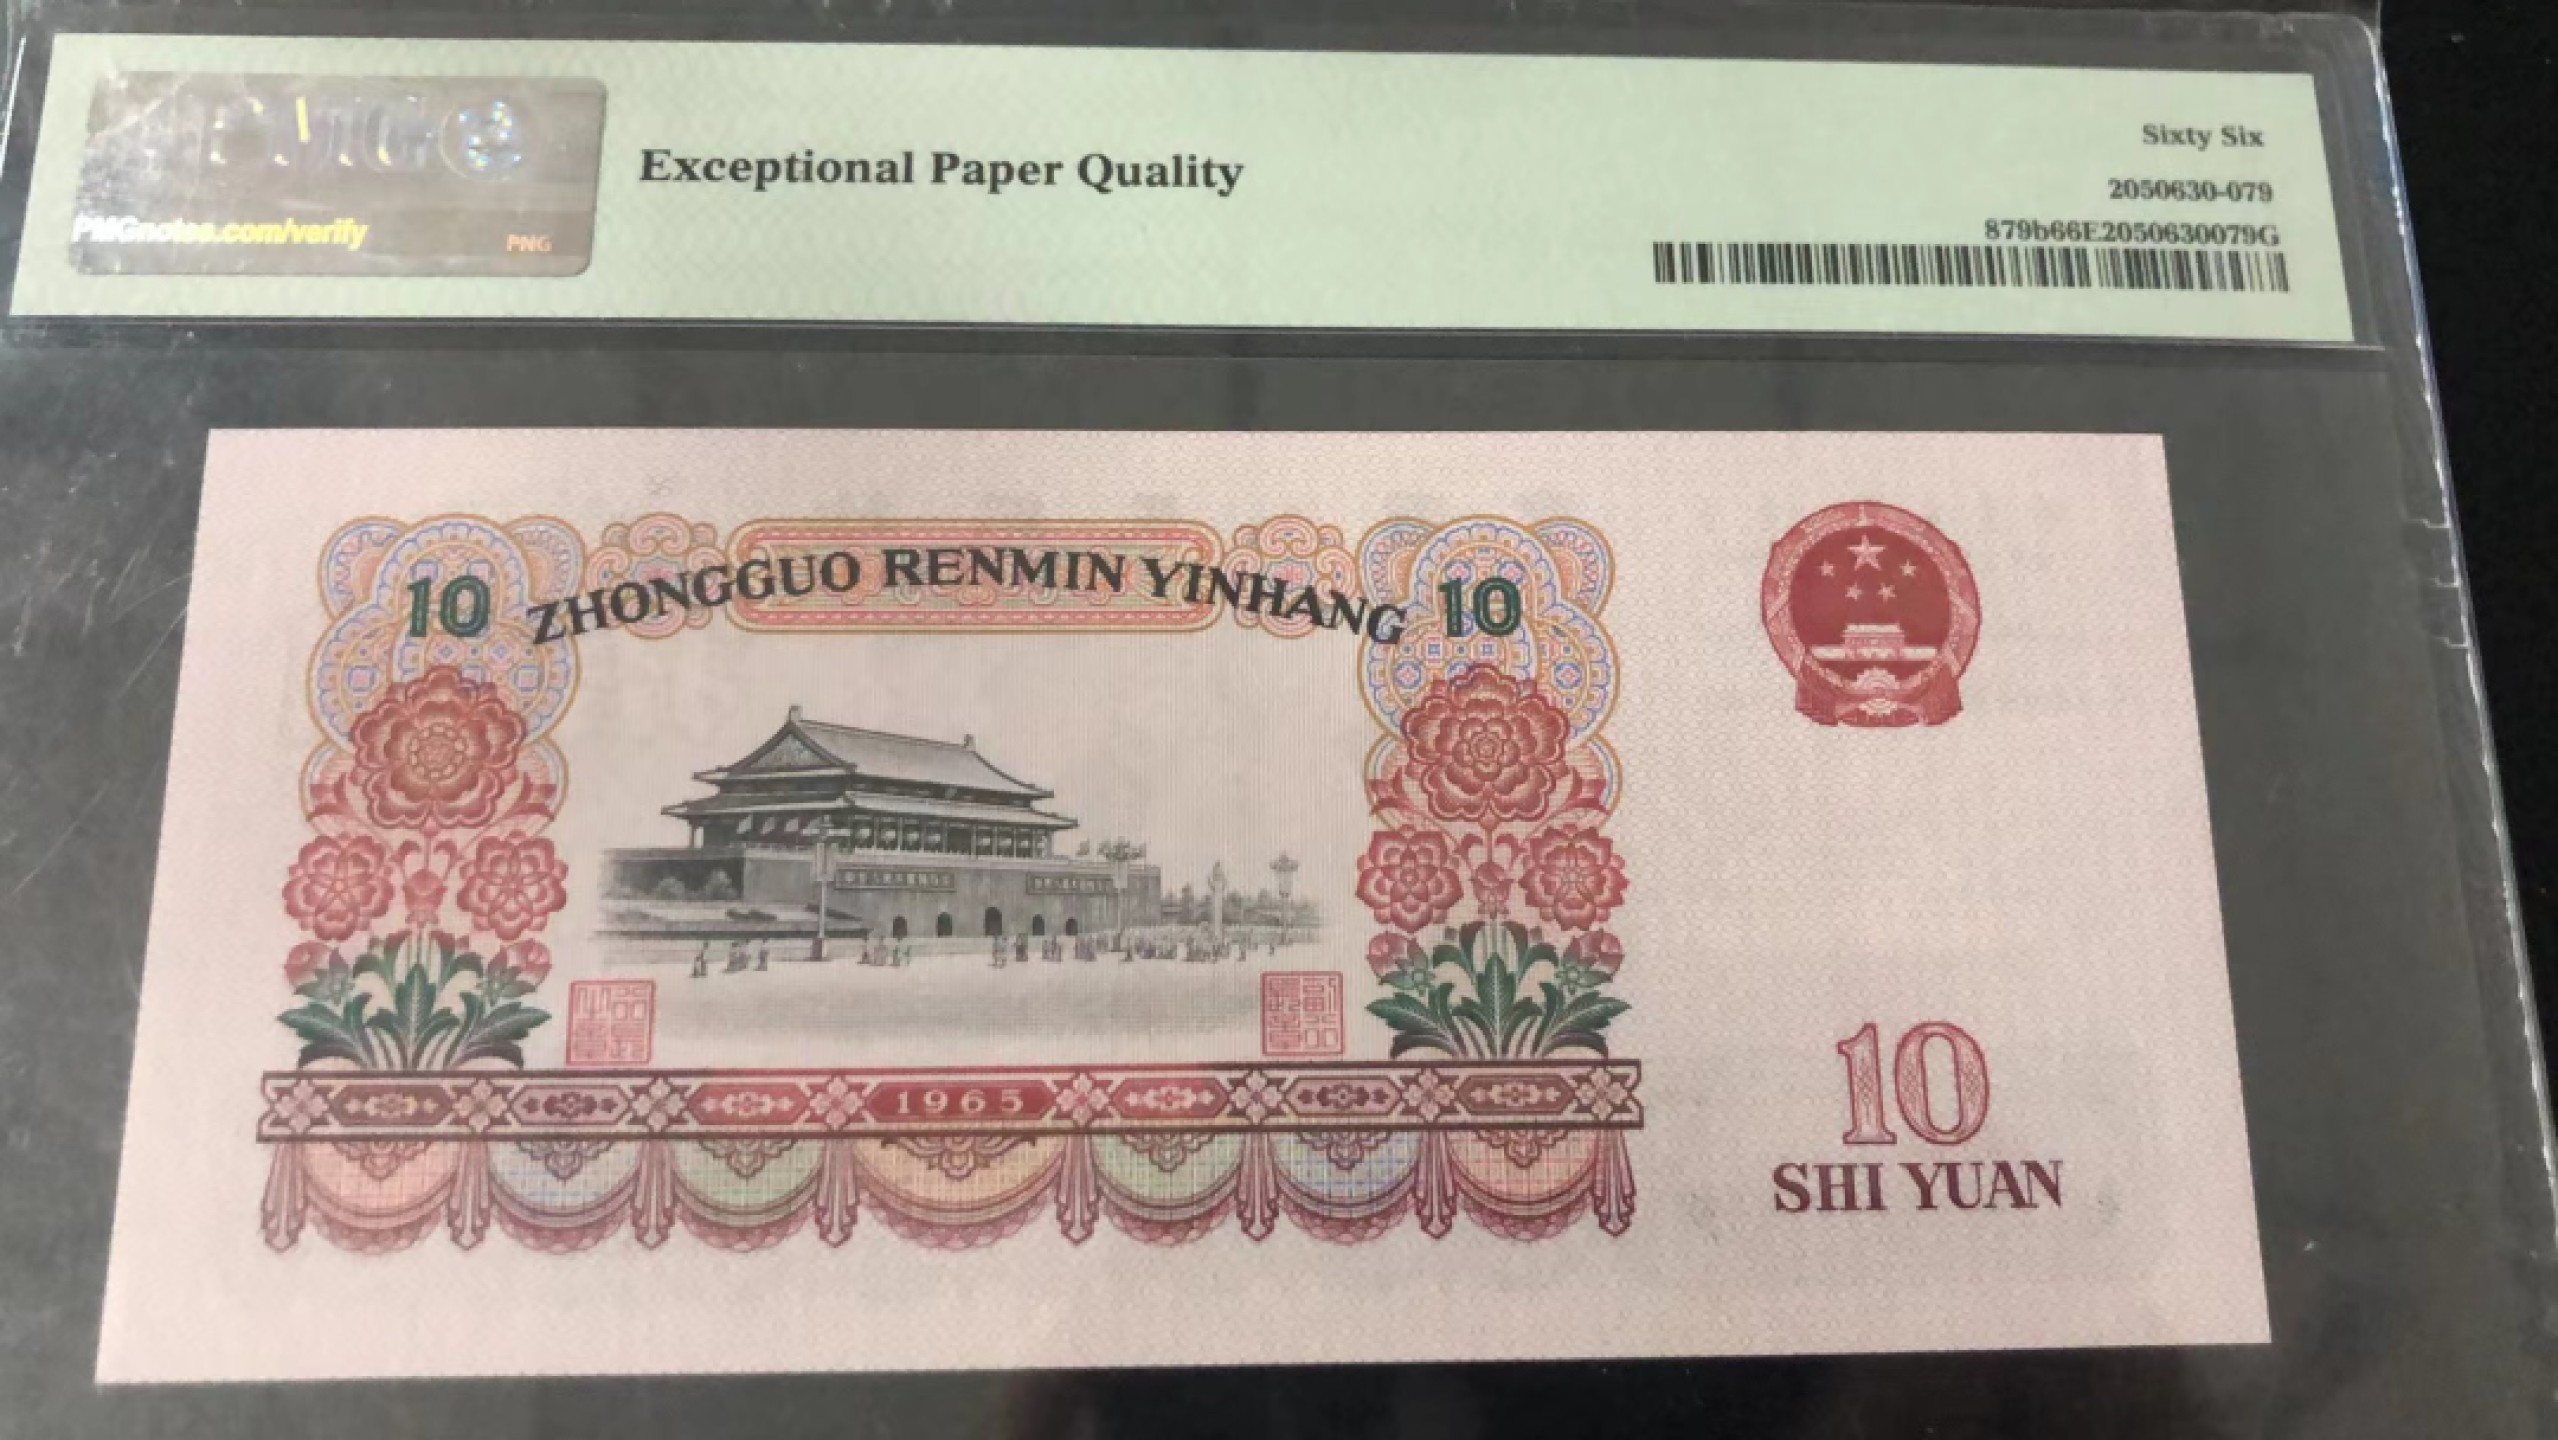 PMG
PMGnotes.com/verify
PNG
Exceptional Paper Quality
Sixty Six
2050630-079
879b66E2050630079G
10 ZHONGGUO RENMIN YINHANG 10
1965
10
SHI YUAN